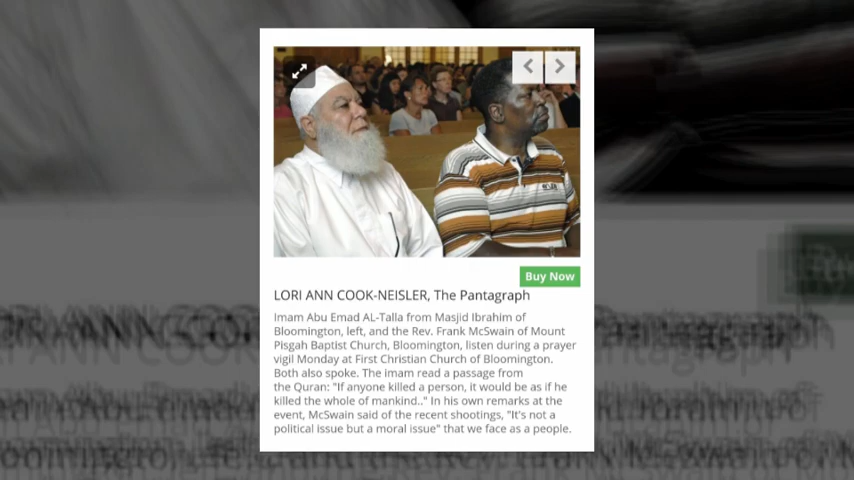 Buy Now
LORI ANN COOK-NEISLER, The Pantagraph
Imam Abu Emad AL-Talla from Masjid Ibrahim of
Bloomington, left, and the Rev. Frank McSwain of Mount
Pisgah Baptist Church, Bloomington, listen during a prayer
vigil Monday at First Christian Church of Bloomington.
Both also spoke. The imam read a passage from
the Quran: "If anyone killed a person, it would be as if he
killed the whole of mankind.." In his own remarks at the
event, McSwain said of the recent shootings, "It's not a
political issue but a moral issue" that we face as a people.